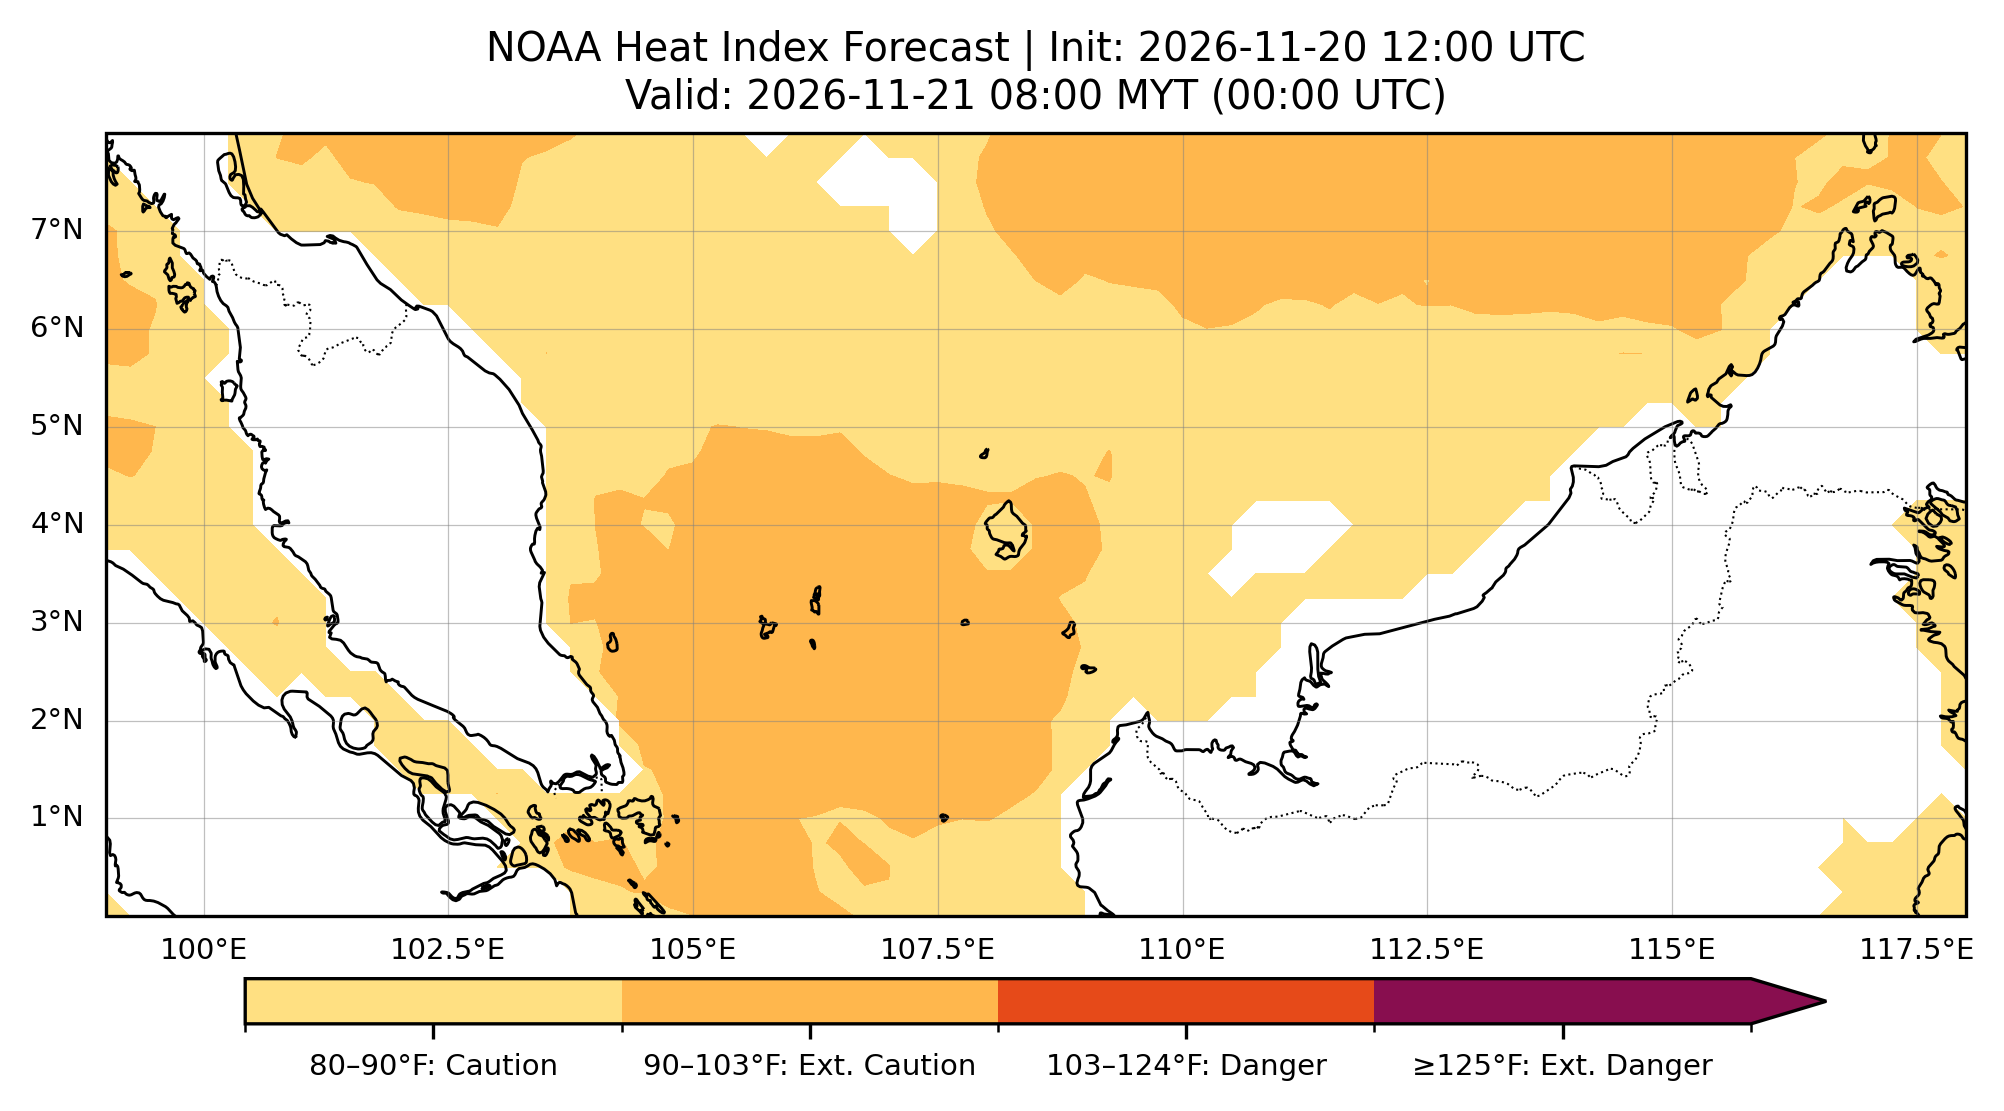 NOAA Heat Index Forecast | Init: 2026-11-20 12:00 UTC
Valid: 2026-11-21 08:00 MYT (00:00 UTC)
7°N
6°N
5°N
4°N
3°N
2°N
1°N
100°E 102.5°E 105°E 107.5°E 110°E 112.5°E 115°E 117.5°E
80–90°F: Caution 90–103°F: Ext. Caution 103–124°F: Danger ≥125°F: Ext. Danger